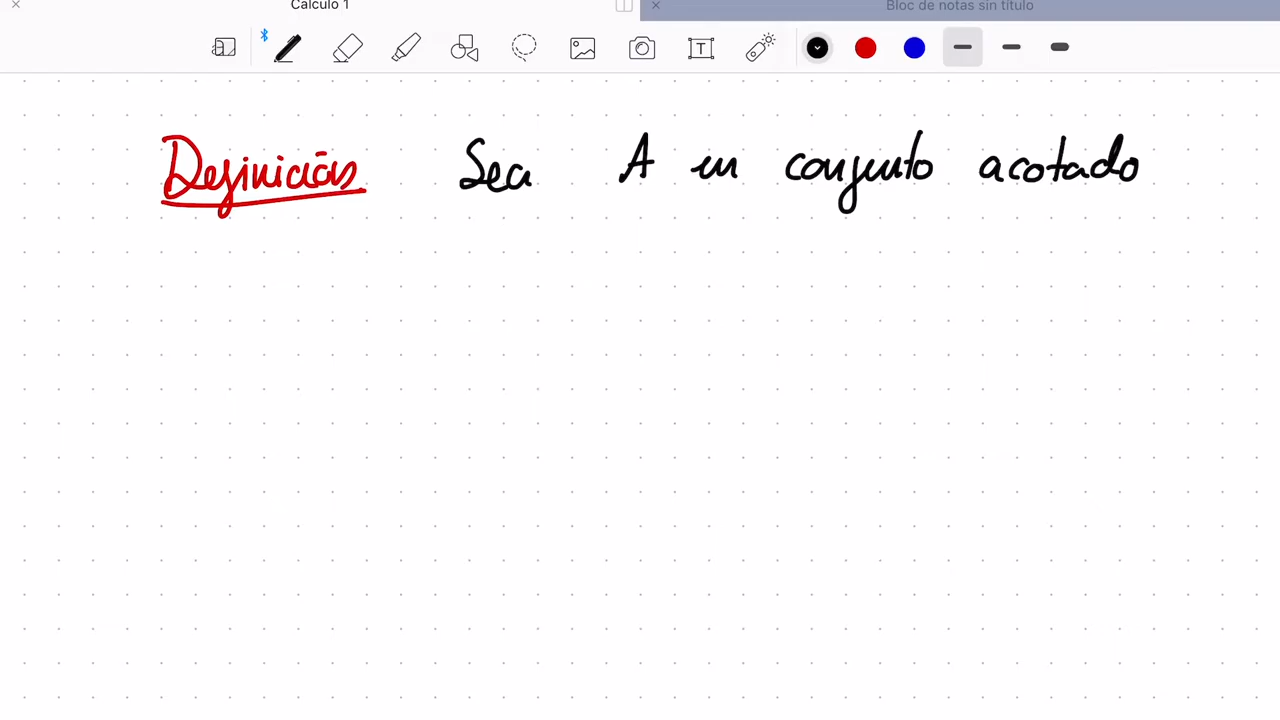 Calculo 1
Bloc de notas sin título
Definición Sea A un conjunto acotado